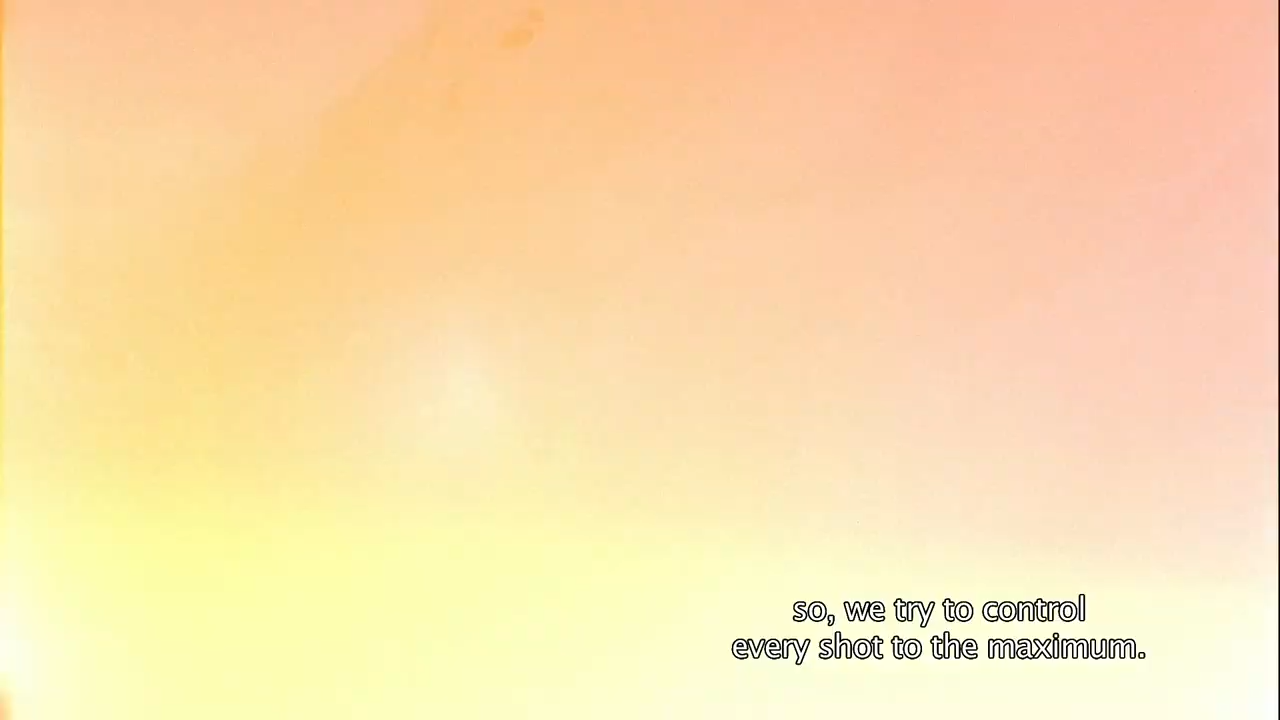 so, we try to control
every shot to the maximum.